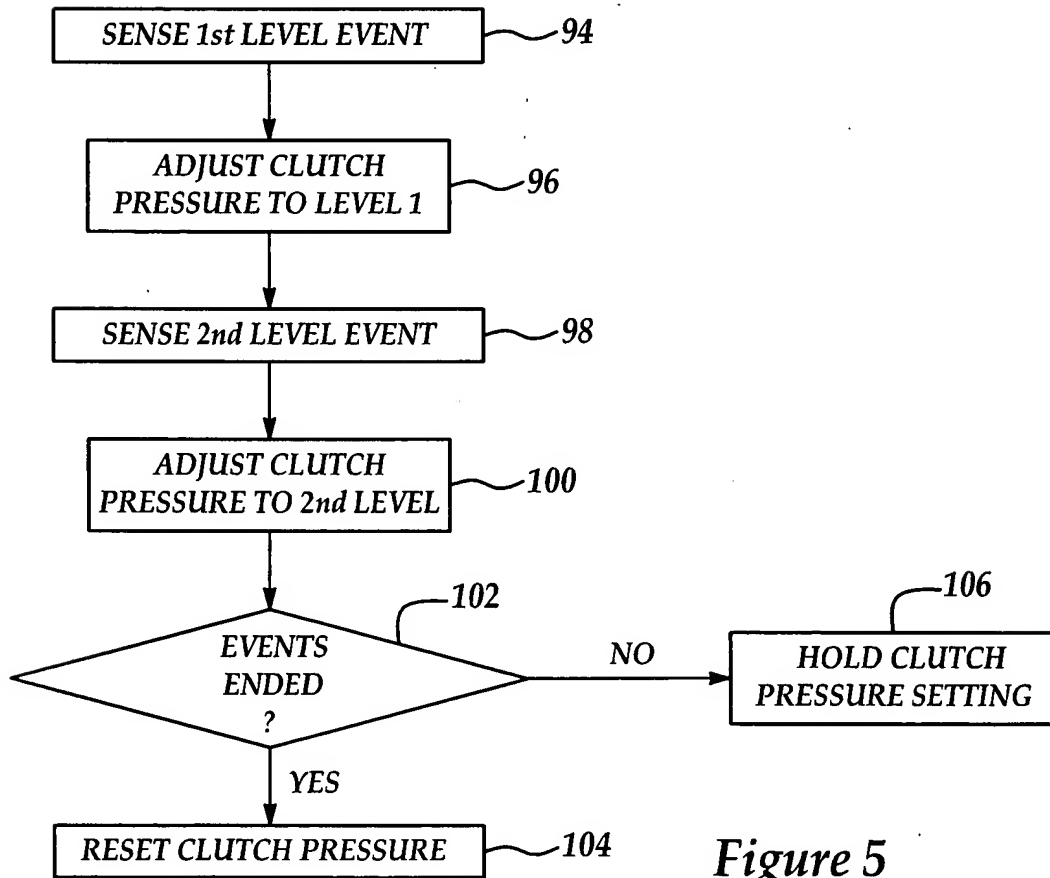 SENSE 1st LEVEL EVENT
94
ADJUST CLUTCH
PRESSURE TO LEVEL 1
96
SENSE 2nd LEVEL EVENT
98
ADJUST CLUTCH
PRESSURE TO 2nd LEVEL
100
102
EVENTS
ENDED
?
NO
106
HOLD CLUTCH
PRESSURE SETTING
YES
RESET CLUTCH PRESSURE
104
Figure 5